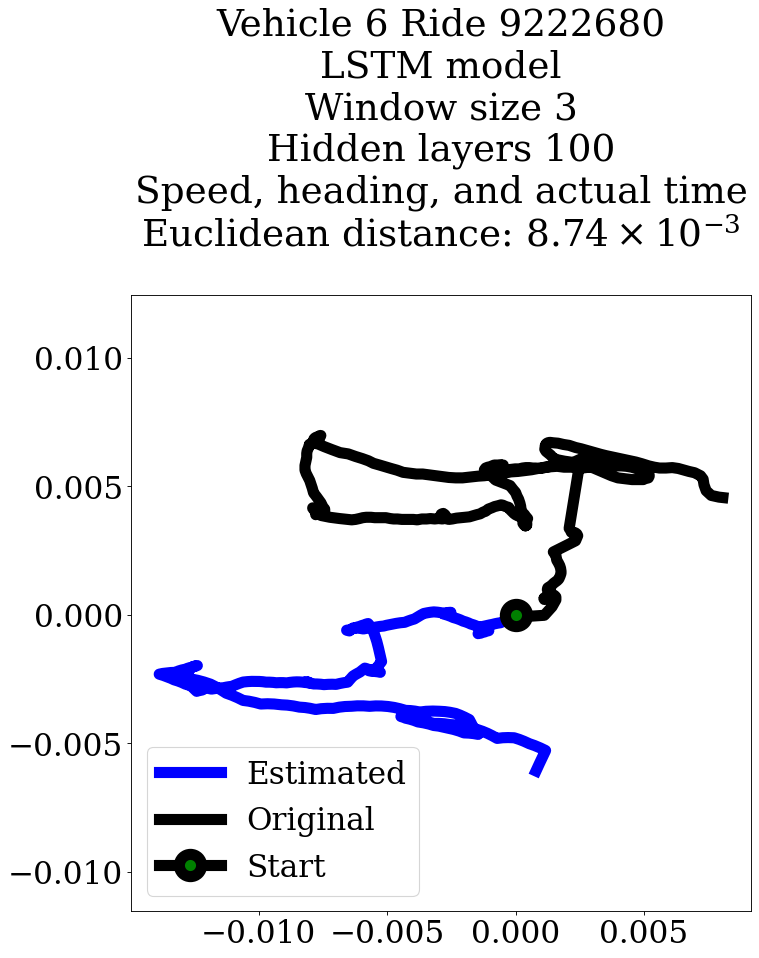 Vehicle 6 Ride 9222680
LSTM model
Window size 3
Hidden layers 100
Speed, heading, and actual time
Euclidean distance: 8.74 × 10⁻³
0.010
0.005
0.000
−0.005
−0.010
Estimated
Original
Start
−0.010 −0.005 0.000 0.005